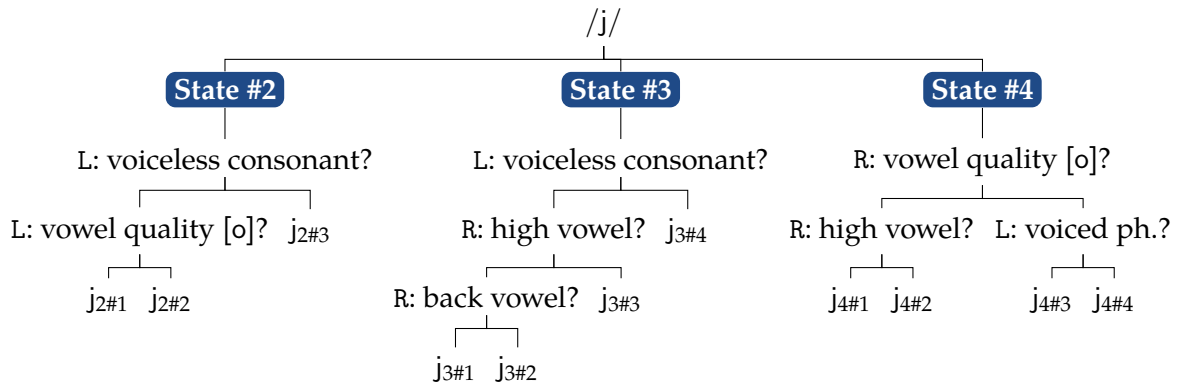 /j/
State #2 State #3 State #4
L: voiceless consonant? L: voiceless consonant? R: vowel quality [o]?
L: vowel quality [o]? j2#3 R: high vowel? j3#4 R: high vowel? L: voiced ph.?
j2#1 j2#2 R: back vowel? j3#3 j4#1 j4#2 j4#3 j4#4
j3#1 j3#2